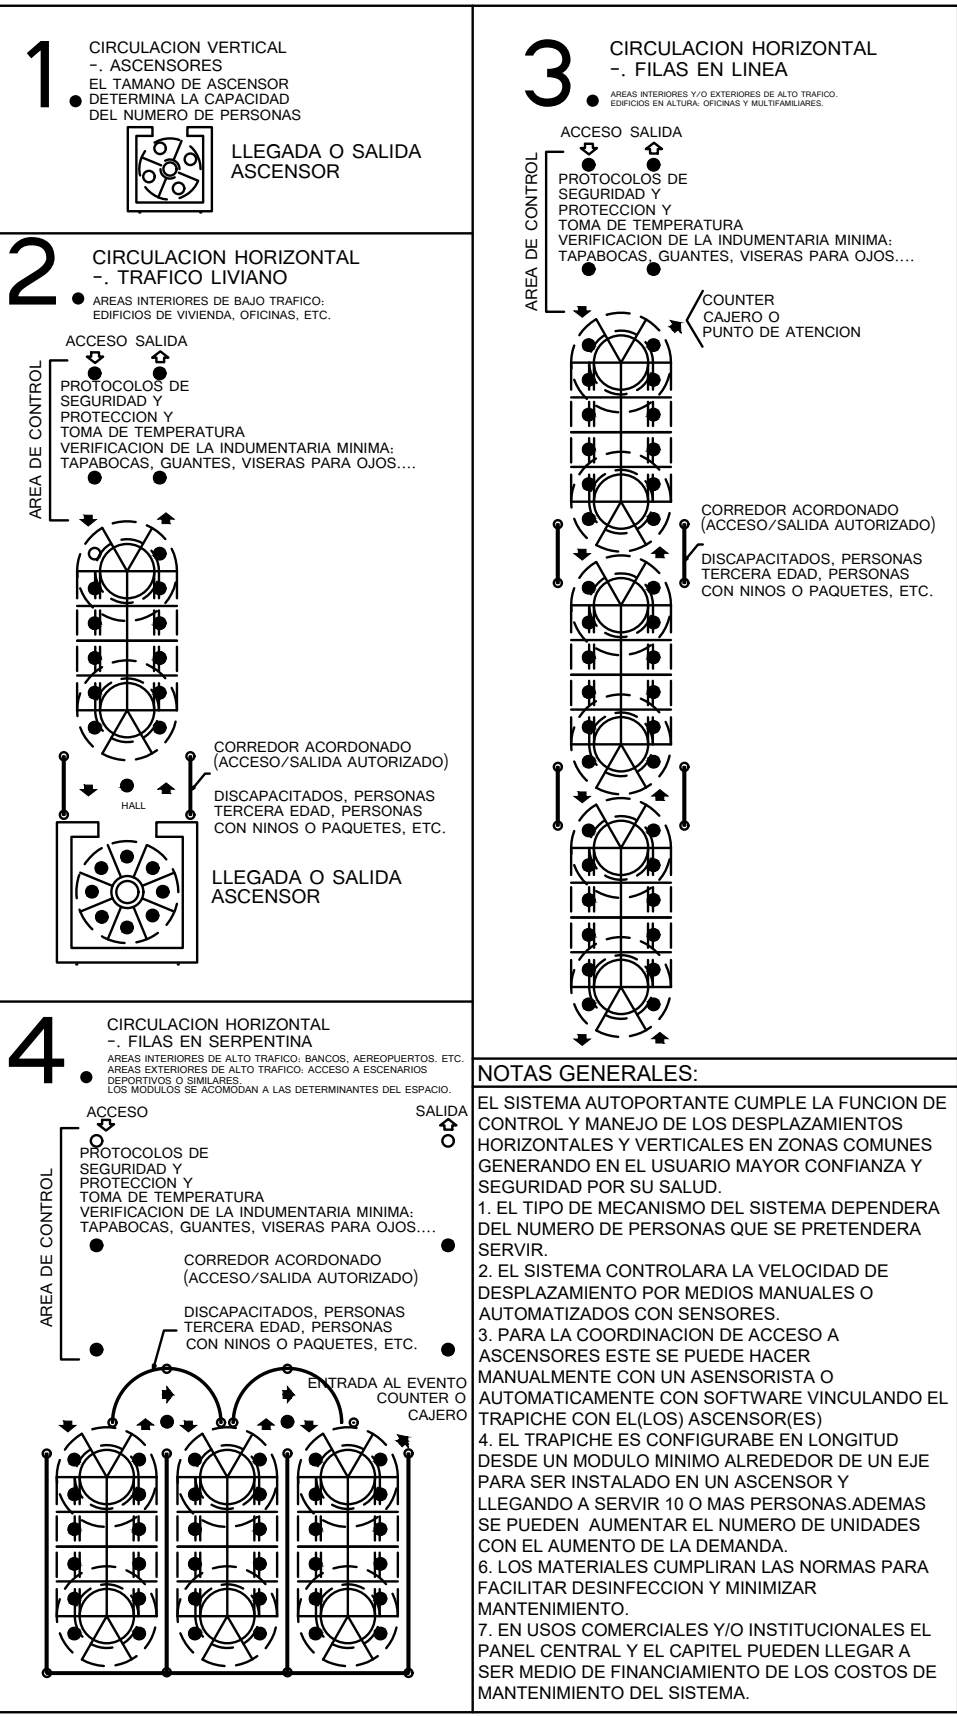 1.
CIRCULACION VERTICAL
-. ASCENSORES
EL TAMANO DE ASCENSOR
DETERMINA LA CAPACIDAD
DEL NUMERO DE PERSONAS
LLEGADA O SALIDA
ASCENSOR
2.
CIRCULACION HORIZONTAL
-. TRAFICO LIVIANO
AREAS INTERIORES DE BAJO TRAFICO:
EDIFICIOS DE VIVIENDA, OFICINAS, ETC.
ACCESO SALIDA
AREA DE CONTROL
PROTOCOLOS DE
SEGURIDAD Y
PROTECCION Y
TOMA DE TEMPERATURA
VERIFICACION DE LA INDUMENTARIA MINIMA:
TAPABOCAS, GUANTES, VISERAS PARA OJOS....
CORREDOR ACORDONADO
(ACCESO/SALIDA AUTORIZADO)
DISCAPACITADOS, PERSONAS
TERCERA EDAD, PERSONAS
CON NINOS O PAQUETES, ETC.
HALL
LLEGADA O SALIDA
ASCENSOR
3.
CIRCULACION HORIZONTAL
-. FILAS EN LINEA
AREAS INTERIORES Y/O EXTERIORES DE ALTO TRAFICO.
EDIFICIOS EN ALTURA: OFICINAS Y MULTIFAMILIARES.
ACCESO SALIDA
AREA DE CONTROL
PROTOCOLOS DE
SEGURIDAD Y
PROTECCION Y
TOMA DE TEMPERATURA
VERIFICACION DE LA INDUMENTARIA MINIMA:
TAPABOCAS, GUANTES, VISERAS PARA OJOS....
COUNTER
CAJERO O
PUNTO DE ATENCION
CORREDOR ACORDONADO
(ACCESO/SALIDA AUTORIZADO)
DISCAPACITADOS, PERSONAS
TERCERA EDAD, PERSONAS
CON NINOS O PAQUETES, ETC.
4.
CIRCULACION HORIZONTAL
-. FILAS EN SERPENTINA
AREAS INTERIORES DE ALTO TRAFICO: BANCOS, AEREOPUERTOS. ETC.
AREAS EXTERIORES DE ALTO TRAFICO: ACCESO A ESCENARIOS
DEPORTIVOS O SIMILARES.
LOS MODULOS SE ACOMODAN A LAS DETERMINANTES DEL ESPACIO.
ACCESO
SALIDA
AREA DE CONTROL
PROTOCOLOS DE
SEGURIDAD Y
PROTECCION Y
TOMA DE TEMPERATURA
VERIFICACION DE LA INDUMENTARIA MINIMA:
TAPABOCAS, GUANTES, VISERAS PARA OJOS....
CORREDOR ACORDONADO
(ACCESO/SALIDA AUTORIZADO)
DISCAPACITADOS, PERSONAS
TERCERA EDAD, PERSONAS
CON NINOS O PAQUETES, ETC.
ENTRADA AL EVENTO
COUNTER O
CAJERO
NOTAS GENERALES:
EL SISTEMA AUTOPORTANTE CUMPLE LA FUNCION DE
CONTROL Y MANEJO DE LOS DESPLAZAMIENTOS
HORIZONTALES Y VERTICALES EN ZONAS COMUNES
GENERANDO EN EL USUARIO MAYOR CONFIANZA Y
SEGURIDAD POR SU SALUD.
1. EL TIPO DE MECANISMO DEL SISTEMA DEPENDERA
DEL NUMERO DE PERSONAS QUE SE PRETENDERA
SERVIR.
2. EL SISTEMA CONTROLARA LA VELOCIDAD DE
DESPLAZAMIENTO POR MEDIOS MANUALES O
AUTOMATIZADOS CON SENSORES.
3. PARA LA COORDINACION DE ACCESO A
ASCENSORES ESTE SE PUEDE HACER
MANUALMENTE CON UN ASENSORISTA O
AUTOMATICAMENTE CON SOFTWARE VINCULANDO EL
TRAPICHE CON EL(LOS) ASCENSOR(ES)
4. EL TRAPICHE ES CONFIGURABE EN LONGITUD
DESDE UN MODULO MINIMO ALREDEDOR DE UN EJE
PARA SER INSTALADO EN UN ASCENSOR Y
LLEGANDO A SERVIR 10 O MAS PERSONAS.ADEMAS
SE PUEDEN AUMENTAR EL NUMERO DE UNIDADES
CON EL AUMENTO DE LA DEMANDA.
6. LOS MATERIALES CUMPLIRAN LAS NORMAS PARA
FACILITAR DESINFECCION Y MINIMIZAR
MANTENIMIENTO.
7. EN USOS COMERCIALES Y/O INSTITUCIONALES EL
PANEL CENTRAL Y EL CAPITEL PUEDEN LLEGAR A
SER MEDIO DE FINANCIAMIENTO DE LOS COSTOS DE
MANTENIMIENTO DEL SISTEMA.